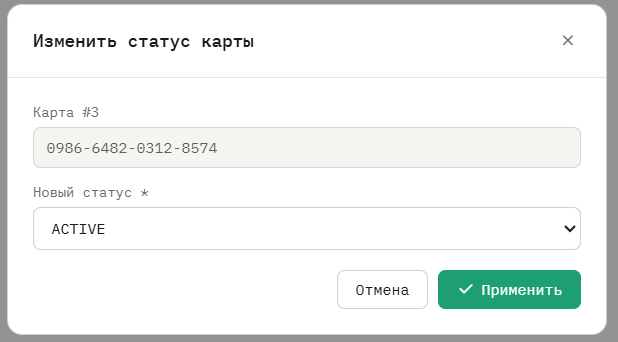 Изменить статус карты
Карта #3
0986-6482-0312-8574
Новый статус *
ACTIVE
Отмена
Применить